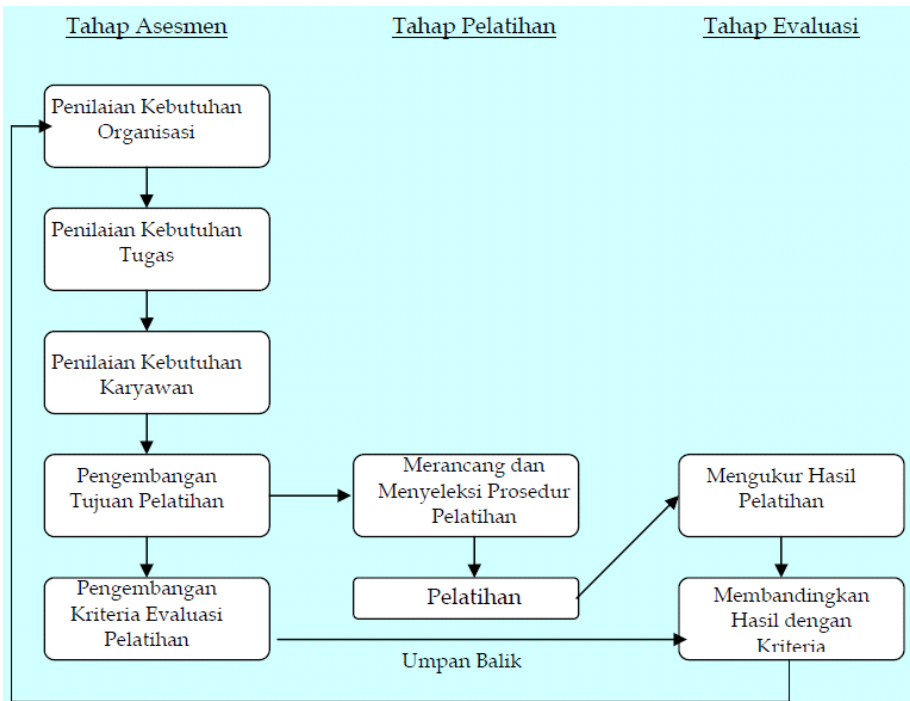 Tahap Asesmen
Tahap Pelatihan
Tahap Evaluasi
Penilaian Kebutuhan
Organisasi
Penilaian Kebutuhan
Tugas
Penilaian Kebutuhan
Karyawan
Pengembangan
Tujuan Pelatihan
Merancang dan
Menyeleksi Prosedur
Pelatihan
Mengukur Hasil
Pelatihan
Pengembangan
Kriteria Evaluasi
Pelatihan
Pelatihan
Membandingkan
Hasil dengan
Kriteria
Umpan Balik